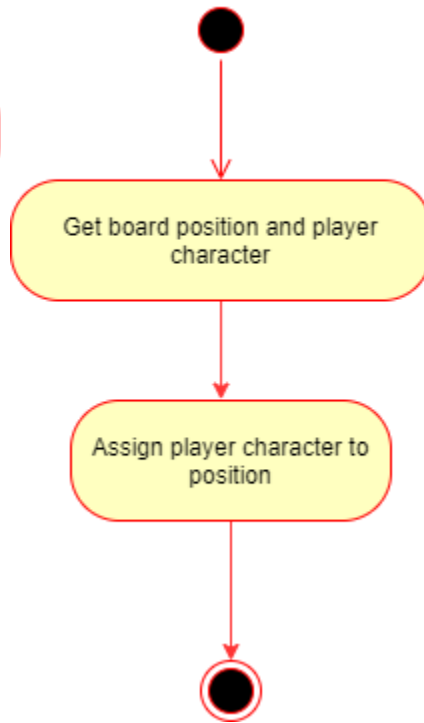 Get board position and player
character
Assign player character to
position